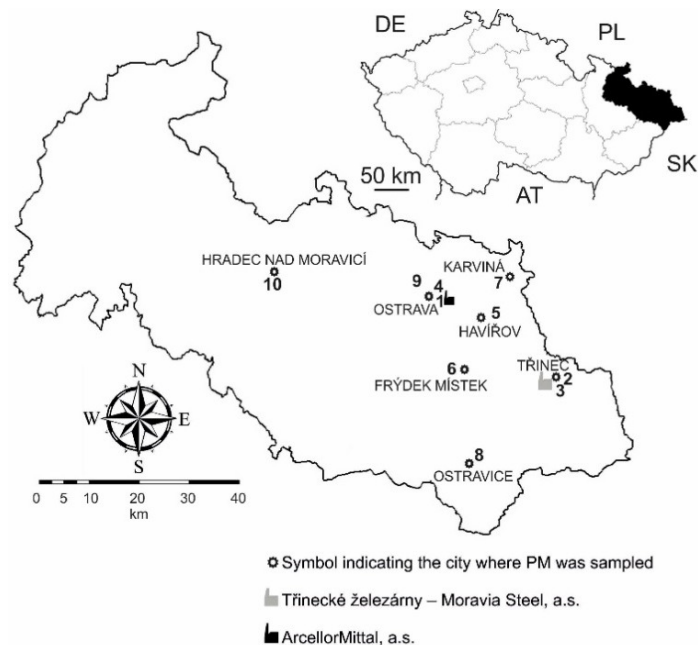 DE
PL
SK
AT
50 km
HRADEC NAD MORAVICÍ
10
9
4
1
OSTRAVA
KARVINÁ
7
5
HAVÍŘOV
6
FRÝDEK MÍSTEK
TŘINEC
2
3
8
OSTRAVICE
N
W E
S
0 5 10 20 30 40
km
Symbol indicating the city where PM was sampled
Třinecké železárny – Moravia Steel, a.s.
ArcellorMittal, a.s.